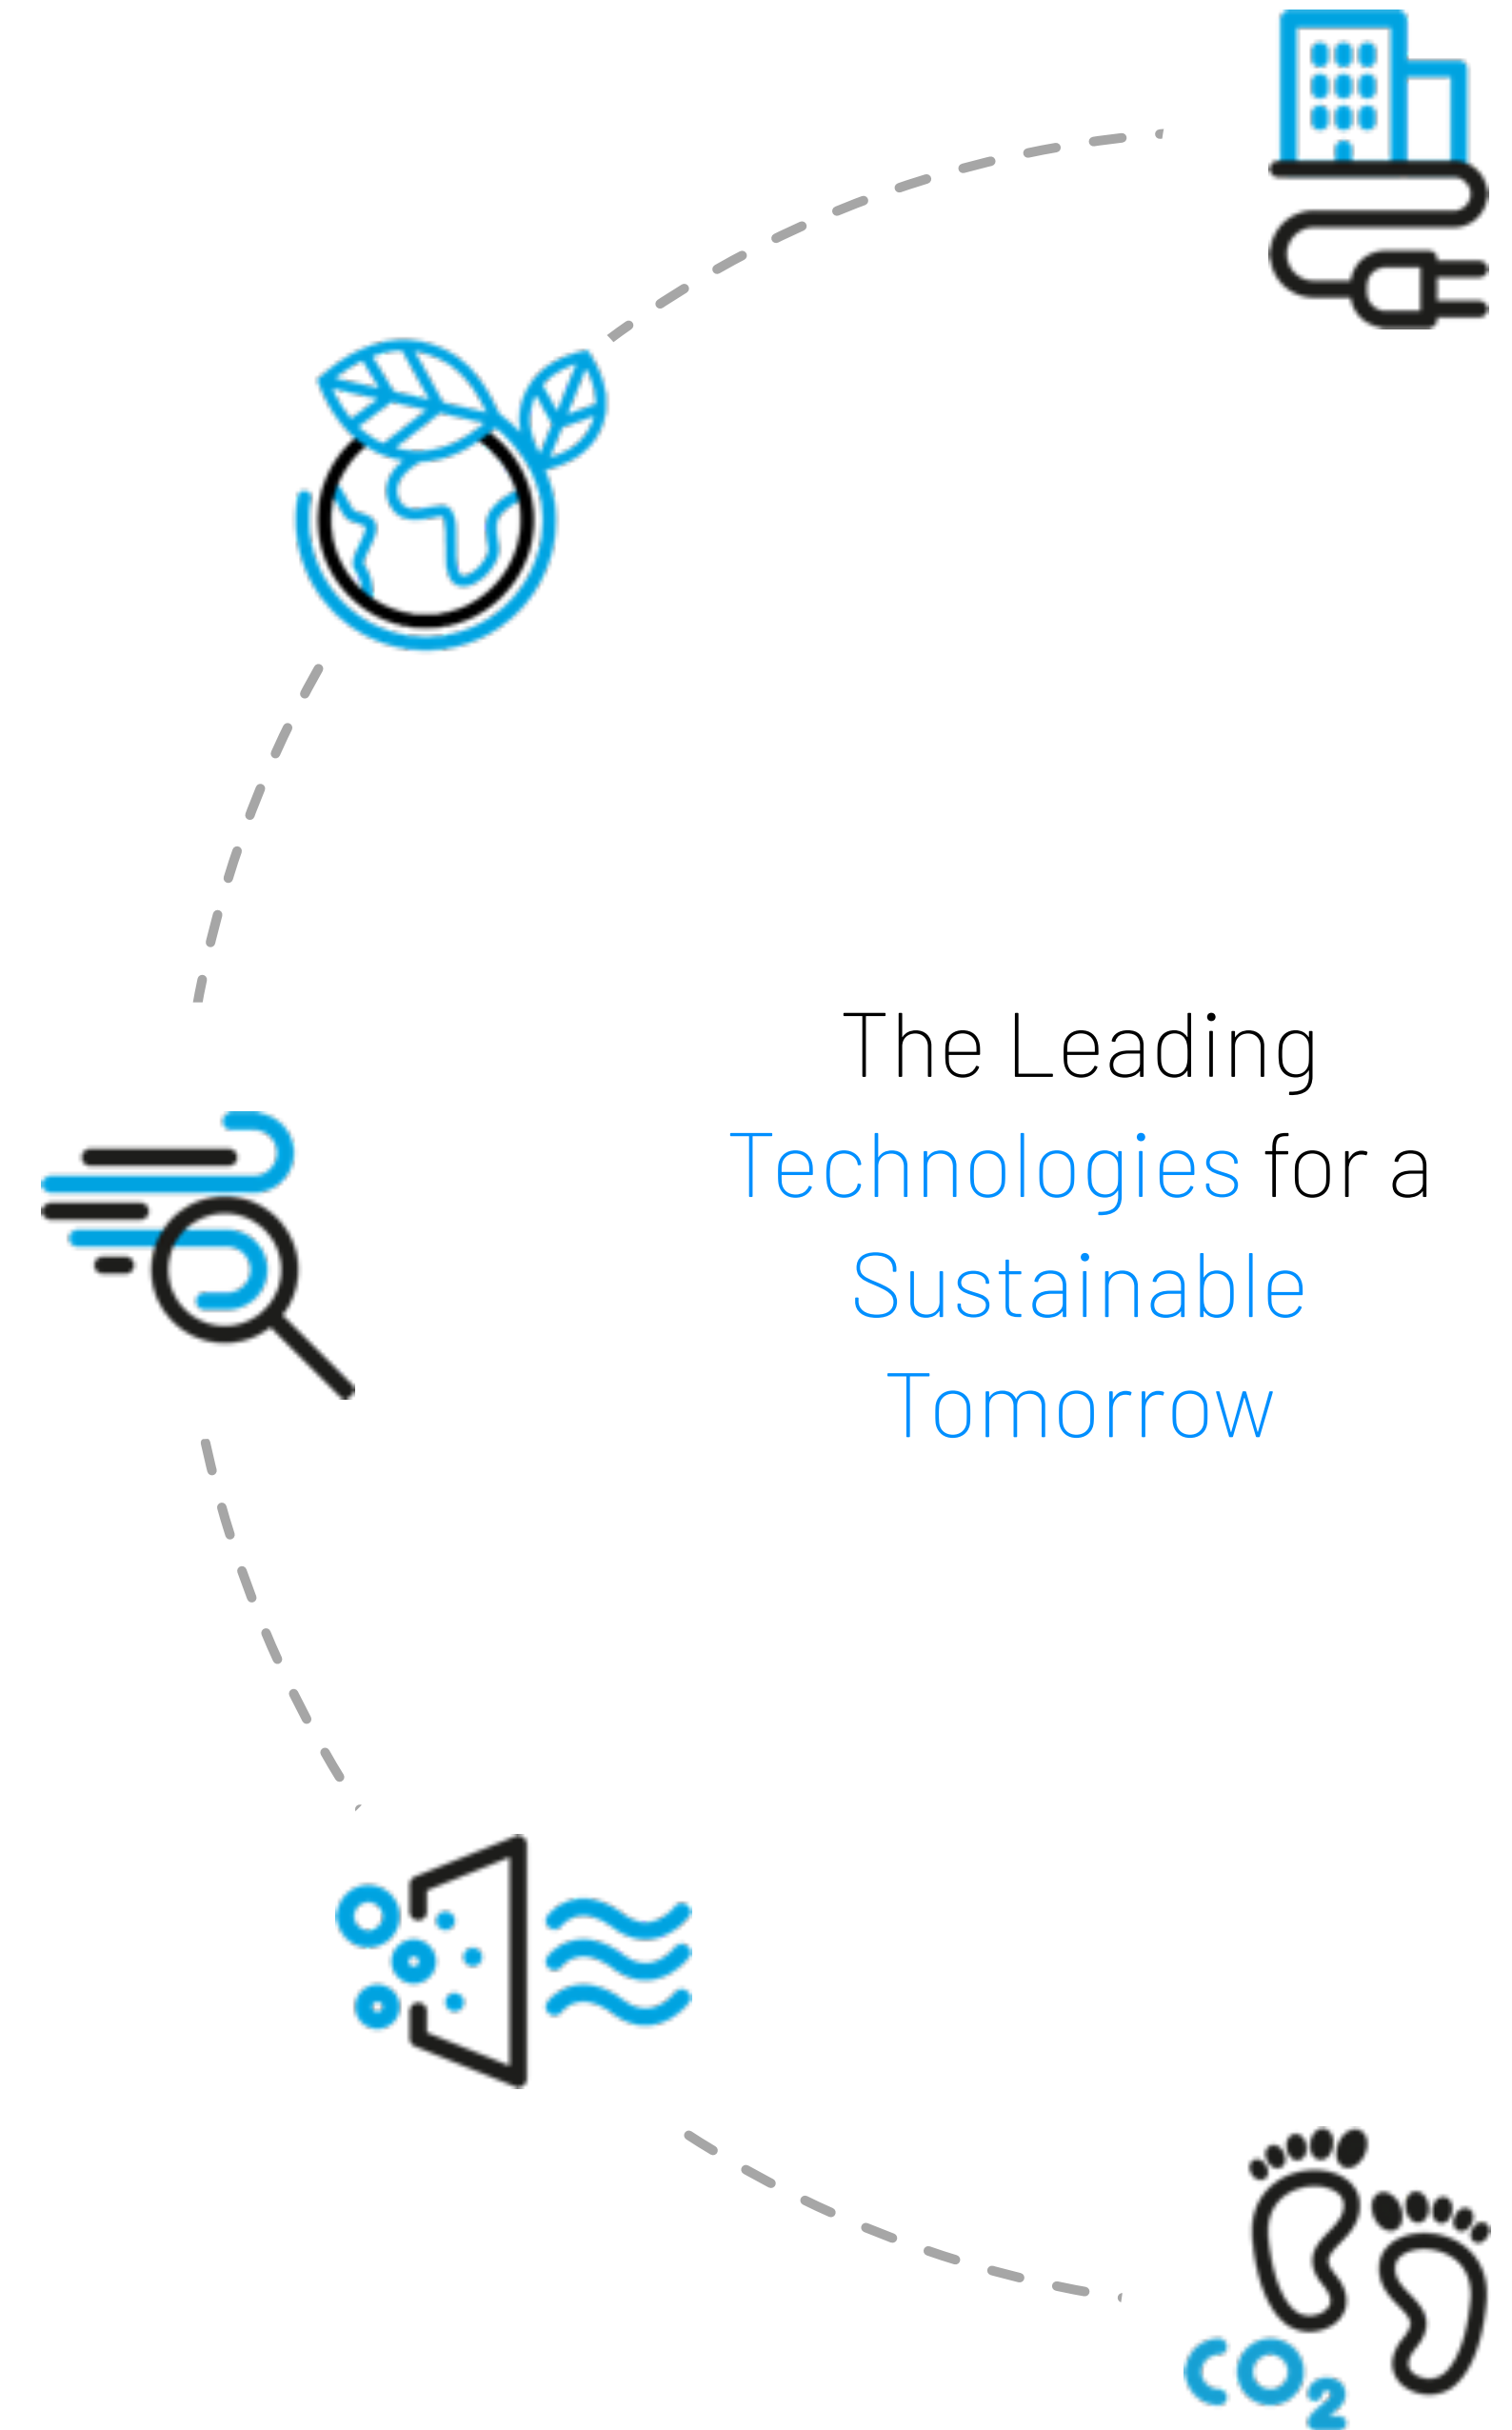 The Leading
Technologies for a
Sustainable
Tomorrow
CO2